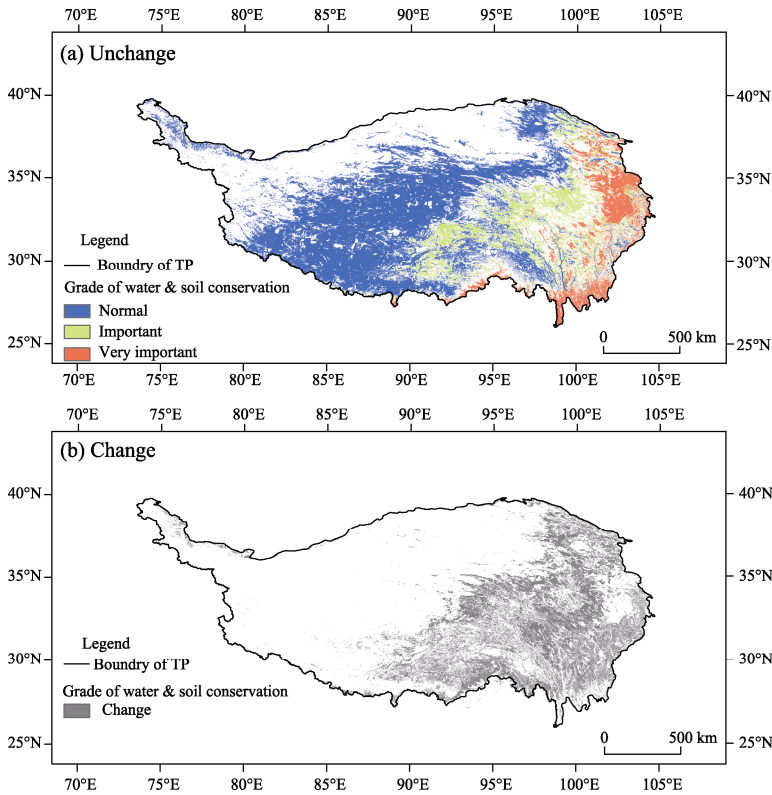 70°E 75°E 80°E 85°E 90°E 95°E 100°E 105°E
(a) Unchange
40°N 40°N
35°N 35°N
30°N 30°N
25°N 25°N
Legend
Boundry of TP
Grade of water & soil conservation
Normal
Important
Very important
0 500 km
70°E 75°E 80°E 85°E 90°E 95°E 100°E 105°E
70°E 75°E 80°E 85°E 90°E 95°E 100°E 105°E
(b) Change
40°N 40°N
35°N 35°N
30°N 30°N
25°N 25°N
Legend
Boundry of TP
Grade of water & soil conservation
Change
0 500 km
70°E 75°E 80°E 85°E 90°E 95°E 100°E 105°E